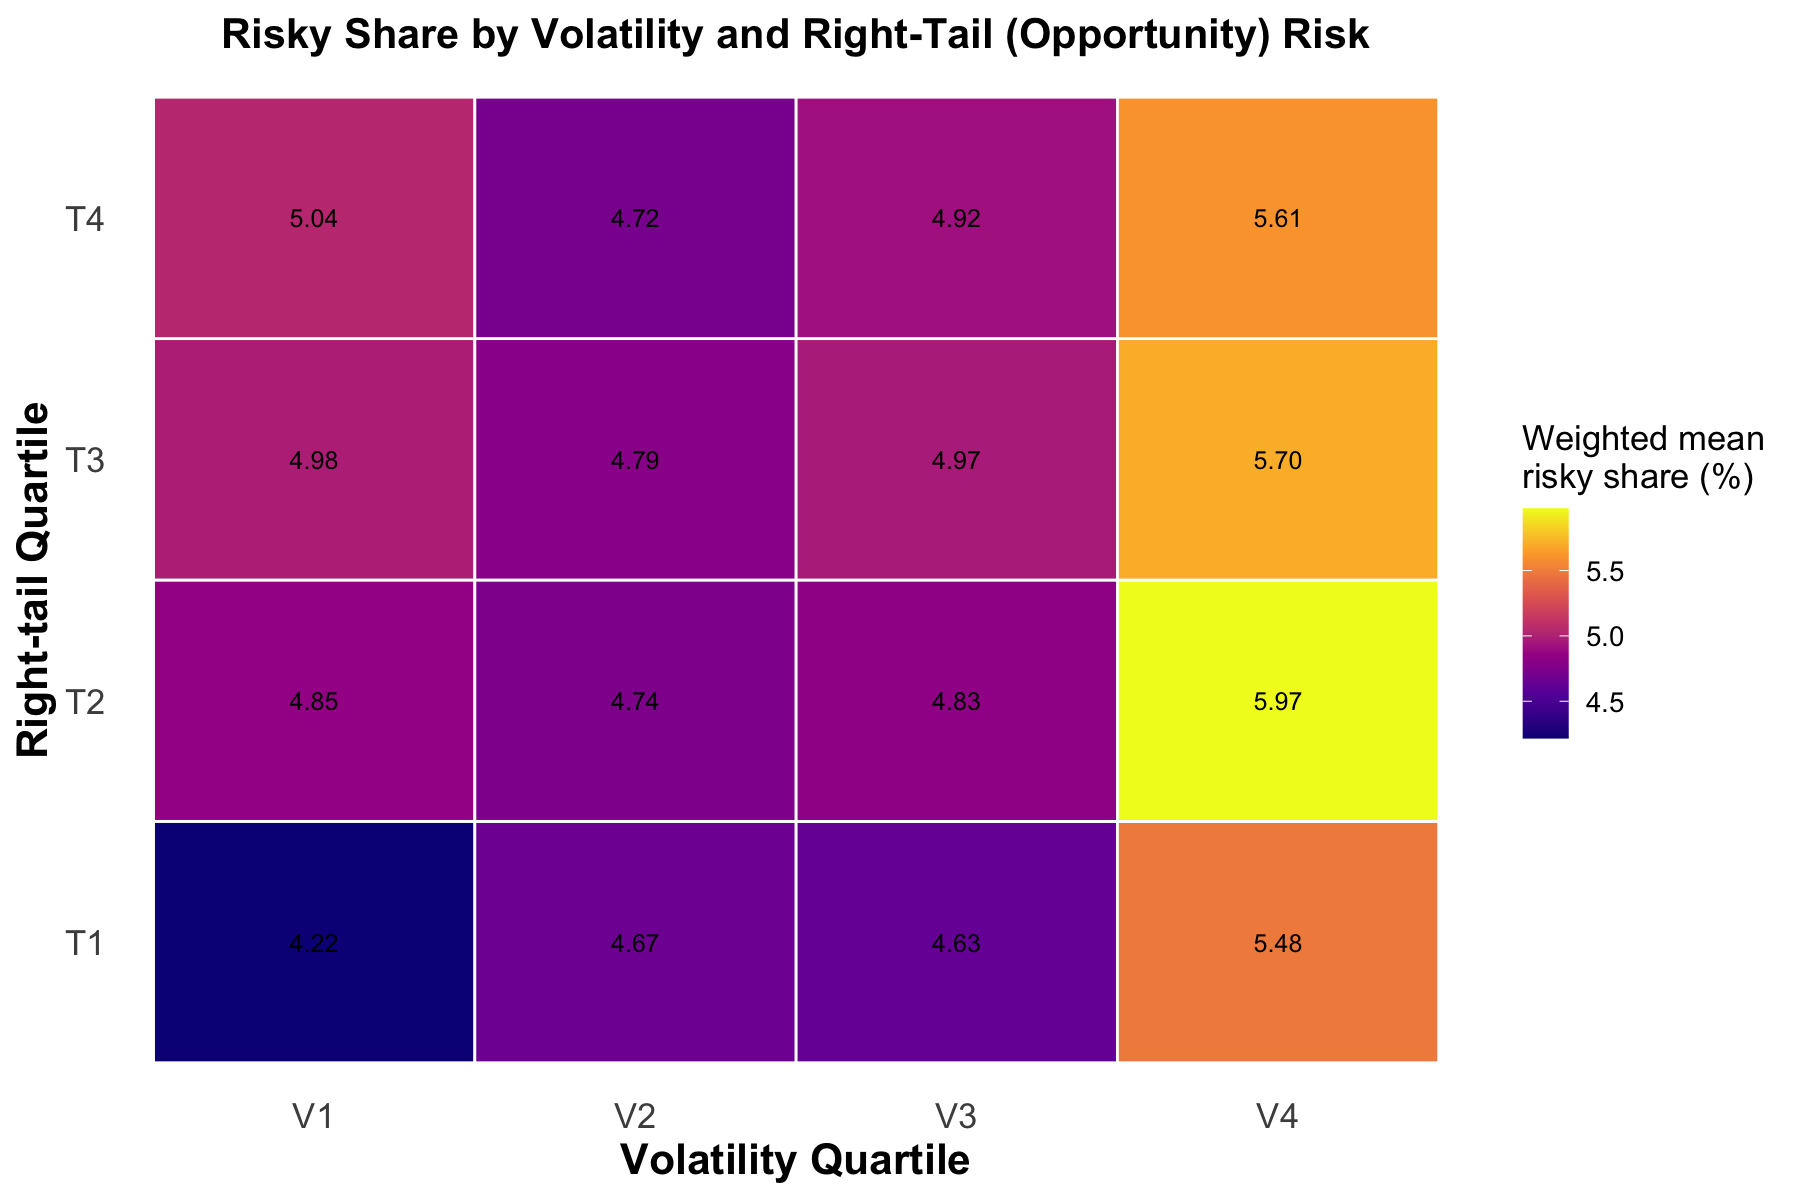 Risky Share by Volatility and Right-Tail (Opportunity) Risk
Right-tail Quartile
T4
5.04
4.72
4.92
5.61
T3
4.98
4.79
4.97
5.70
T2
4.85
4.74
4.83
5.97
T1
4.22
4.67
4.63
5.48
V1
V2
V3
V4
Volatility Quartile
Weighted mean
risky share (%)
5.5
5.0
4.5